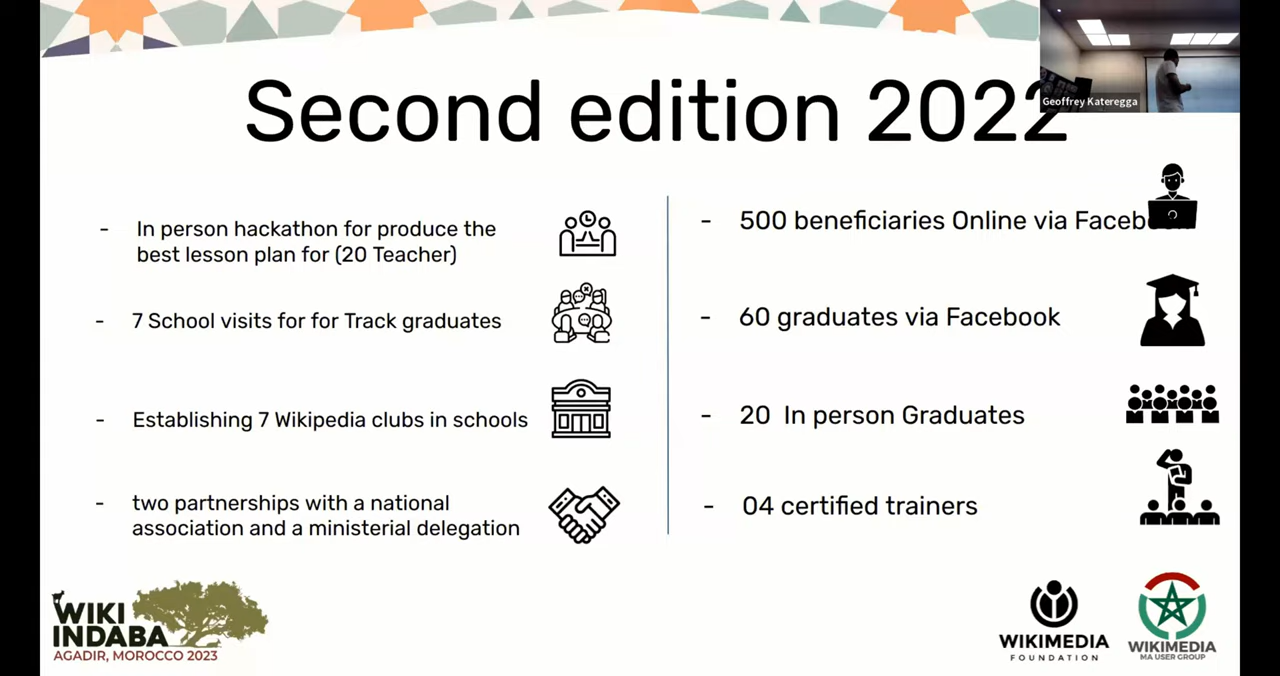 Second edition 2022
Geoffrey Kateregga
- In person hackathon for produce the
best lesson plan for (20 Teacher)
- 7 School visits for for Track graduates
- Establishing 7 Wikipedia clubs in schools
- two partnerships with a national
association and a ministerial delegation
- 500 beneficiaries Online via
- 60 graduates via Facebook
- 20 In person Graduates
- 04 certified trainers
WIKI
INDABA
AGADIR, MOROCCO 2023
WIKIMEDIA
FOUNDATION
WIKIMEDIA
MA USER GROUP